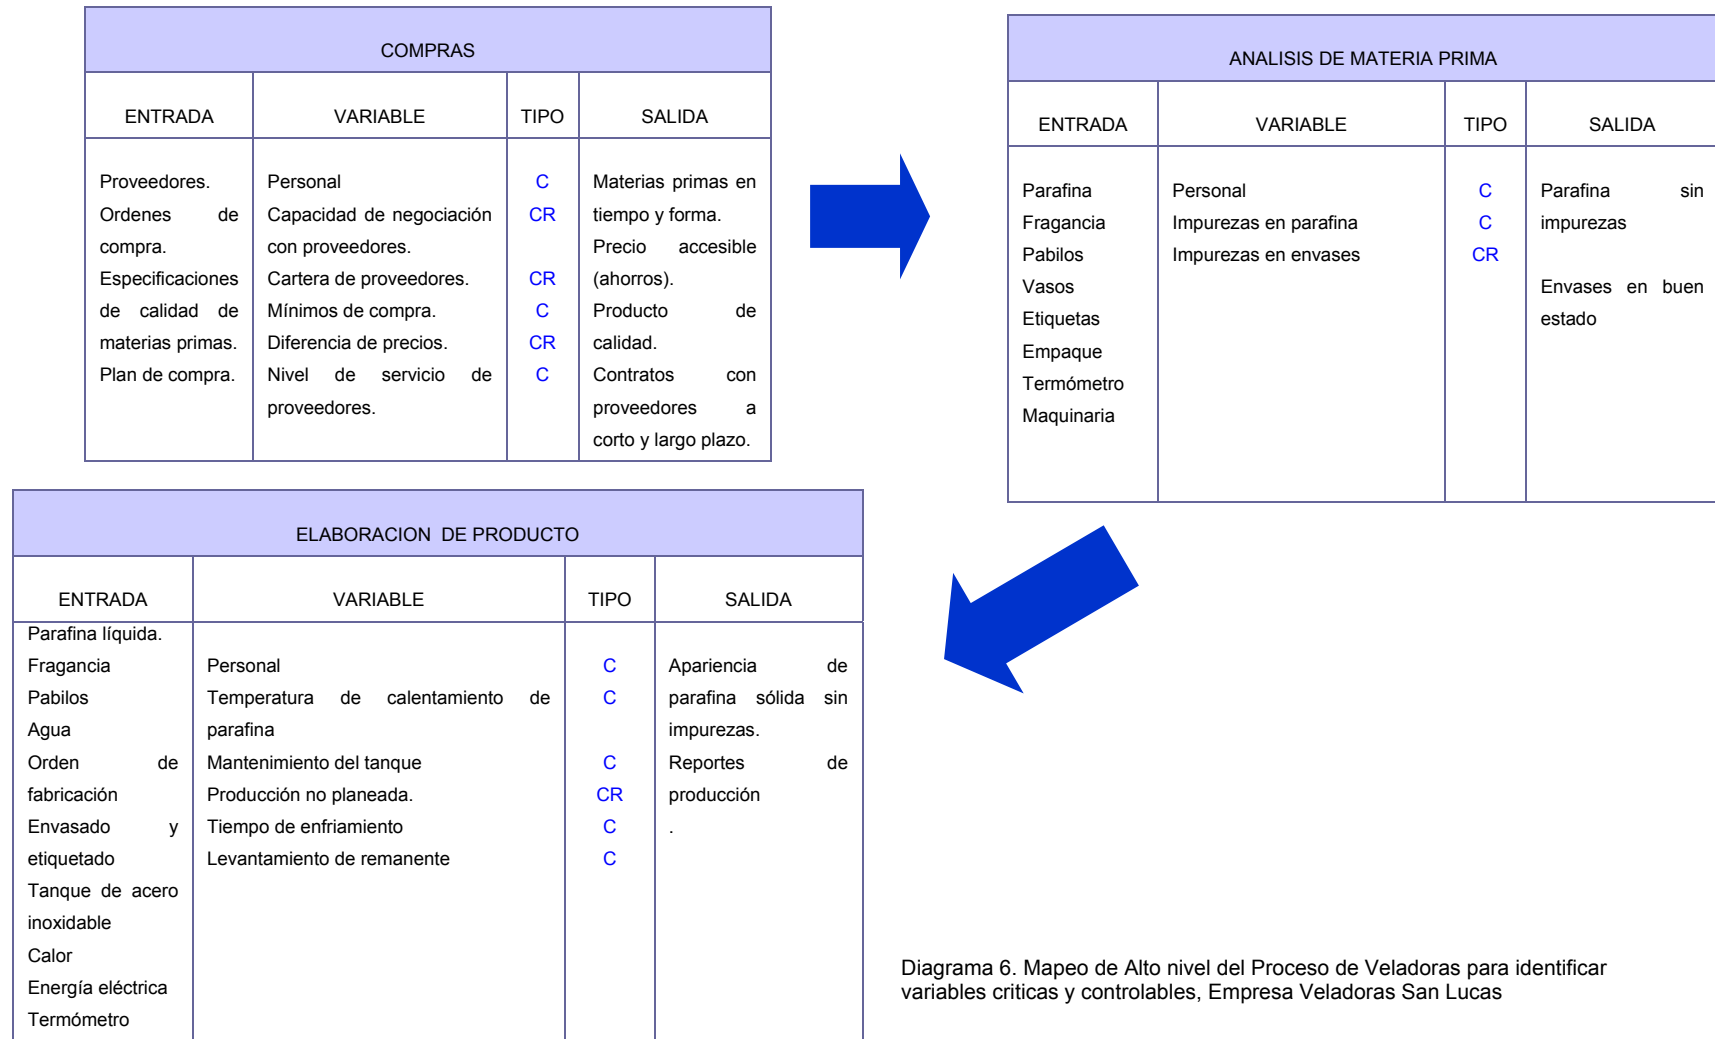 COMPRAS
ENTRADA
VARIABLE
TIPO
SALIDA
Proveedores.
Ordenes de
compra.
Especificaciones
de calidad de
materias primas.
Plan de compra.
Personal
Capacidad de negociación
con proveedores.
Cartera de proveedores.
Mínimos de compra.
Diferencia de precios.
Nivel de servicio de
proveedores.
C
CR
CR
C
CR
C
Materias primas en
tiempo y forma.
Precio accesible
(ahorros).
Producto de
calidad.
Contratos con
proveedores a
corto y largo plazo.
ANALISIS DE MATERIA PRIMA
ENTRADA
VARIABLE
TIPO
SALIDA
Parafina
Fragancia
Pabilos
Vasos
Etiquetas
Empaque
Termómetro
Maquinaria
Personal
Impurezas en parafina
Impurezas en envases
C
C
CR
Parafina sin
impurezas
Envases en buen
estado
ELABORACION DE PRODUCTO
ENTRADA
VARIABLE
TIPO
SALIDA
Parafina líquida.
Fragancia
Pabilos
Agua
Orden de
fabricación
Envasado y
etiquetado
Tanque de acero
inoxidable
Calor
Energía eléctrica
Termómetro
Personal
Temperatura de calentamiento de
parafina
Mantenimiento del tanque
Producción no planeada.
Tiempo de enfriamiento
Levantamiento de remanente
C
C
C
CR
C
C
Apariencia de
parafina sólida sin
impurezas.
Reportes de
producción
.
Diagrama 6. Mapeo de Alto nivel del Proceso de Veladoras para identificar
variables criticas y controlables, Empresa Veladoras San Lucas